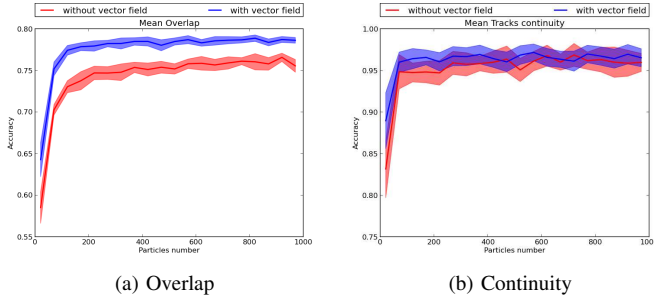 without vector field with vector field
Mean Overlap
0.80
0.75
0.70
0.65
0.60
0.55
Accuracy
0 200 400 600 800 1000
Particles number
(a) Overlap
without vector field with vector field
Mean Tracks continuity
1.00
0.95
0.90
0.85
0.80
0.75
Accuracy
0 200 400 600 800 1000
Particles number
(b) Continuity